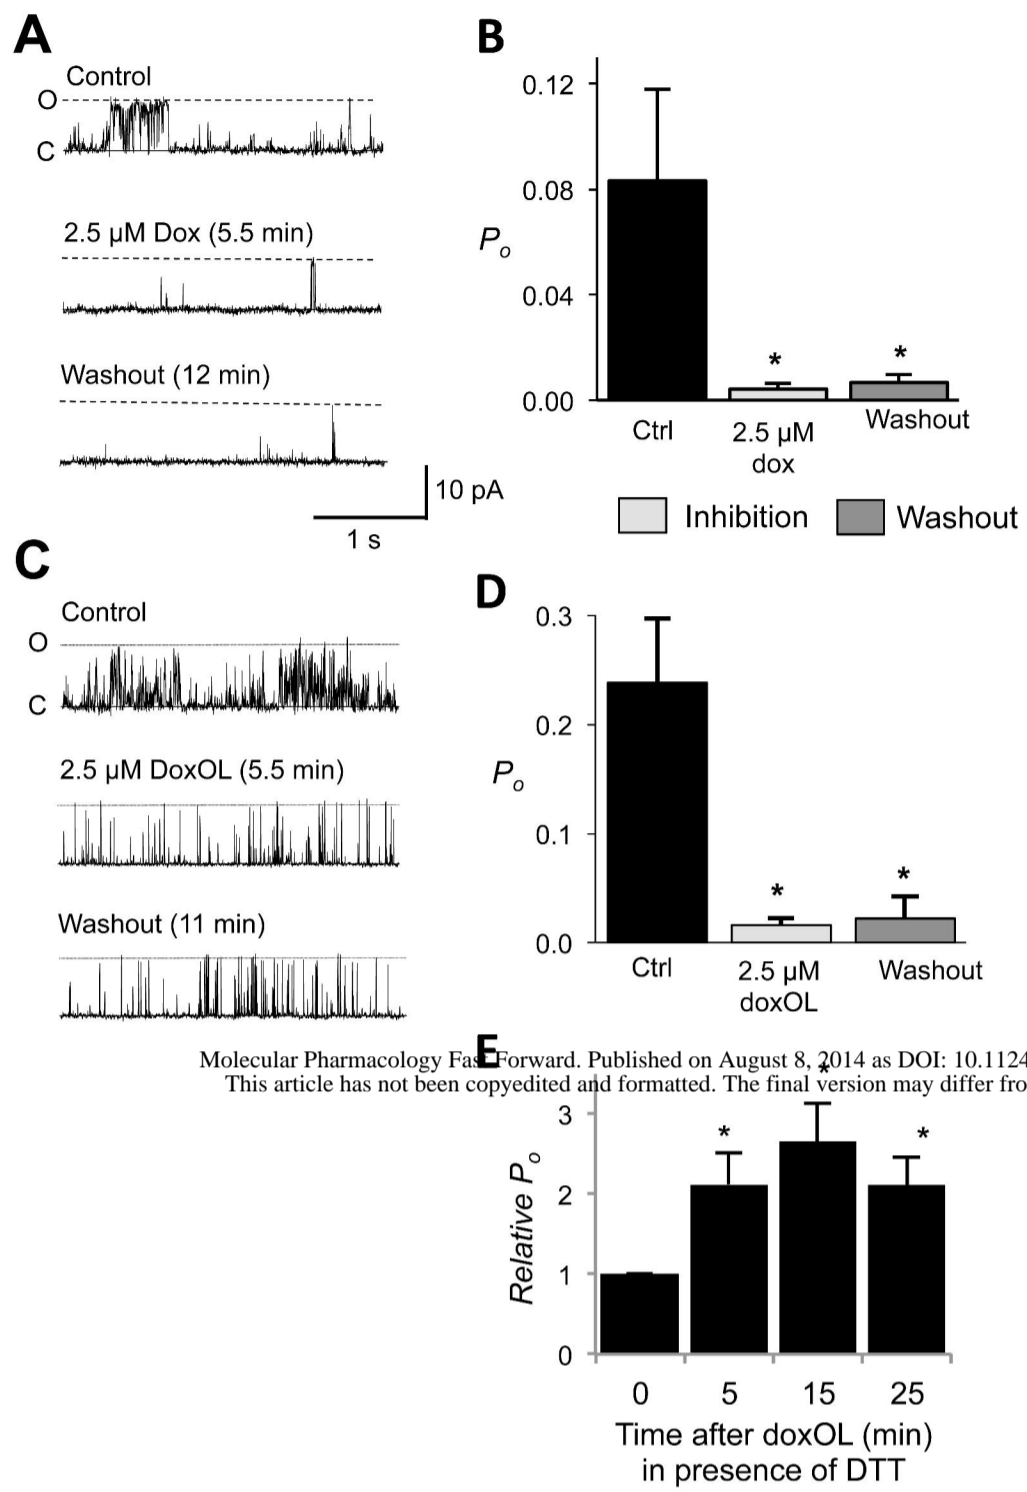 A
Control
O
C
2.5 µM Dox (5.5 min)
Washout (12 min)
10 pA
1 s
B
0.12
0.08
Po
0.04
0.00
*
*
Ctrl
2.5 µM
dox
Washout
Inhibition
Washout
C
Control
O
C
2.5 µM DoxOL (5.5 min)
Washout (11 min)
D
0.3
0.2
Po
0.1
0.0
*
*
Ctrl
2.5 µM
doxOL
Washout
E
Molecular Pharmacology Fast Forward. Published on August 8, 2014 as DOI: 10.1124
This article has not been copyedited and formatted. The final version may differ fro
*
*
*
3
2
1
0
Relative Po
0 5 15 25
Time after doxOL (min)
in presence of DTT